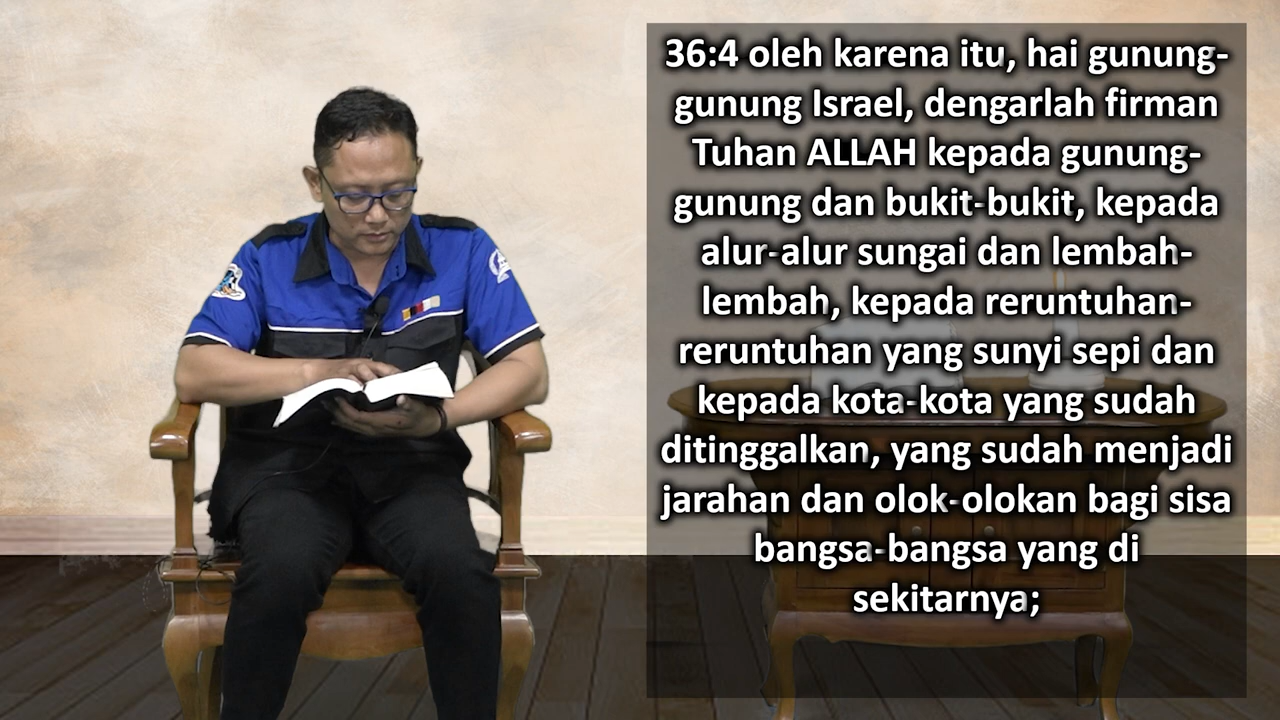 36:4 oleh karena itu, hai gunung-
gunung Israel, dengarlah firman
Tuhan ALLAH kepada gunung-
gunung dan bukit-bukit, kepada
alur-alur sungai dan lembah-
lembah, kepada reruntuhan-
reruntuhan yang sunyi sepi dan
kepada kota-kota yang sudah
ditinggalkan, yang sudah menjadi
jarahan dan olok-olokan bagi sisa
bangsa-bangsa yang di
sekitarnya;